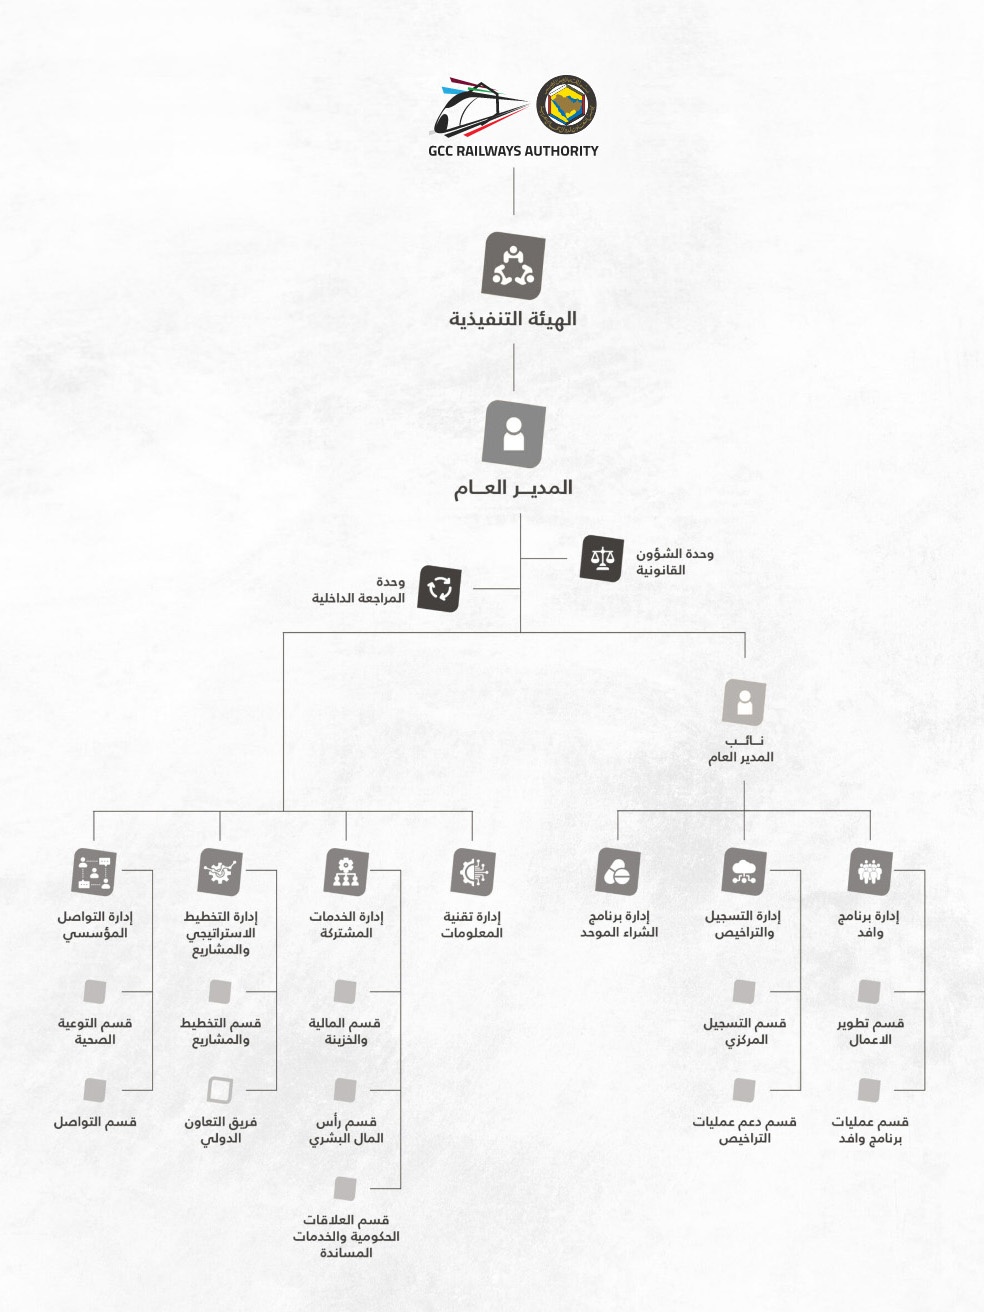 GCC RAILWAYS AUTHORITY
الهيئة التنفيذية
المديــر العــام
وحدة الشؤون
القانونية
وحدة
المراجعة الداخلية
نــائــب
المدير العام
إدارة برنامج
وافد
إدارة التسجيل
والتراخيص
إدارة برنامج
الشراء الموحد
إدارة تقنية
المعلومات
إدارة الخدمات
المشتركة
إدارة التخطيط
الاستراتيجي
والمشاريع
إدارة التواصل
المؤسسي
قسم تطوير
الاعمال
قسم التسجيل
المركزي
قسم المالية
والخزينة
قسم التخطيط
والمشاريع
قسم التوعية
الصحية
قسم عمليات
برنامج وافد
قسم دعم عمليات
التراخيص
قسم رأس
المال البشري
فريق التعاون
الدولي
قسم التواصل
قسم العلاقات
الحكومية والخدمات
المساندة